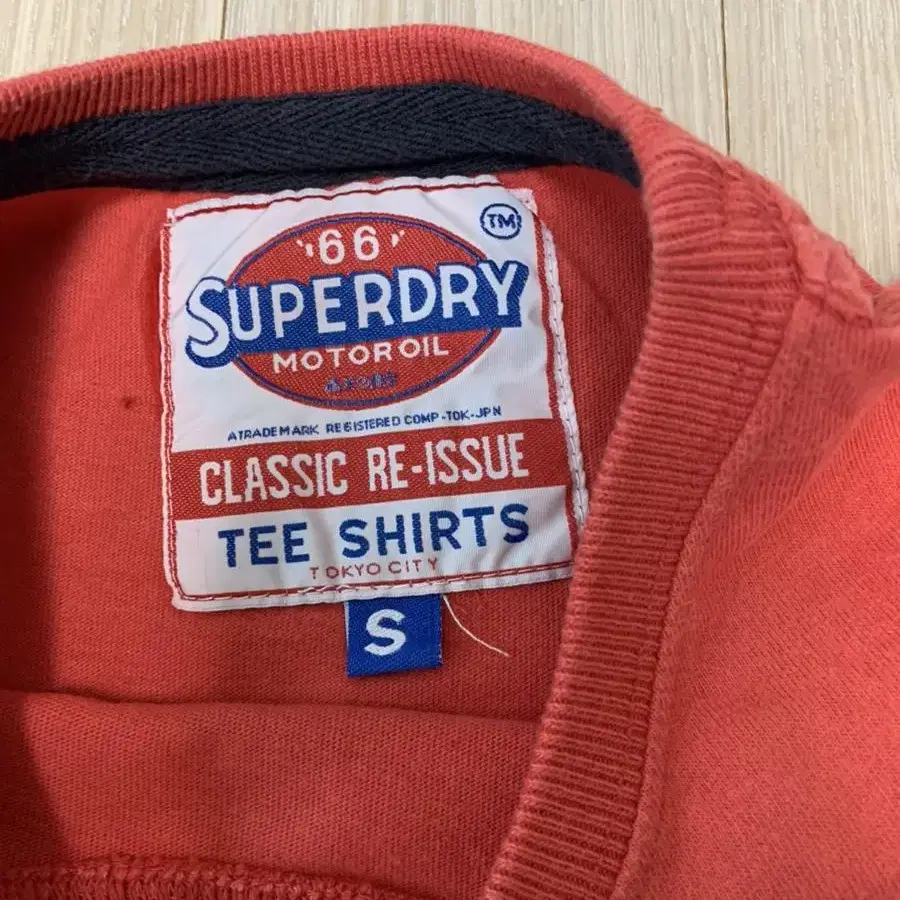 TM
'66'
SUPERDRY
MOTOR OIL
A TRADE MARK REGISTERED COMP-TOK-JPN
CLASSIC RE-ISSUE
TEE SHIRTS
TOKYO CITY
S